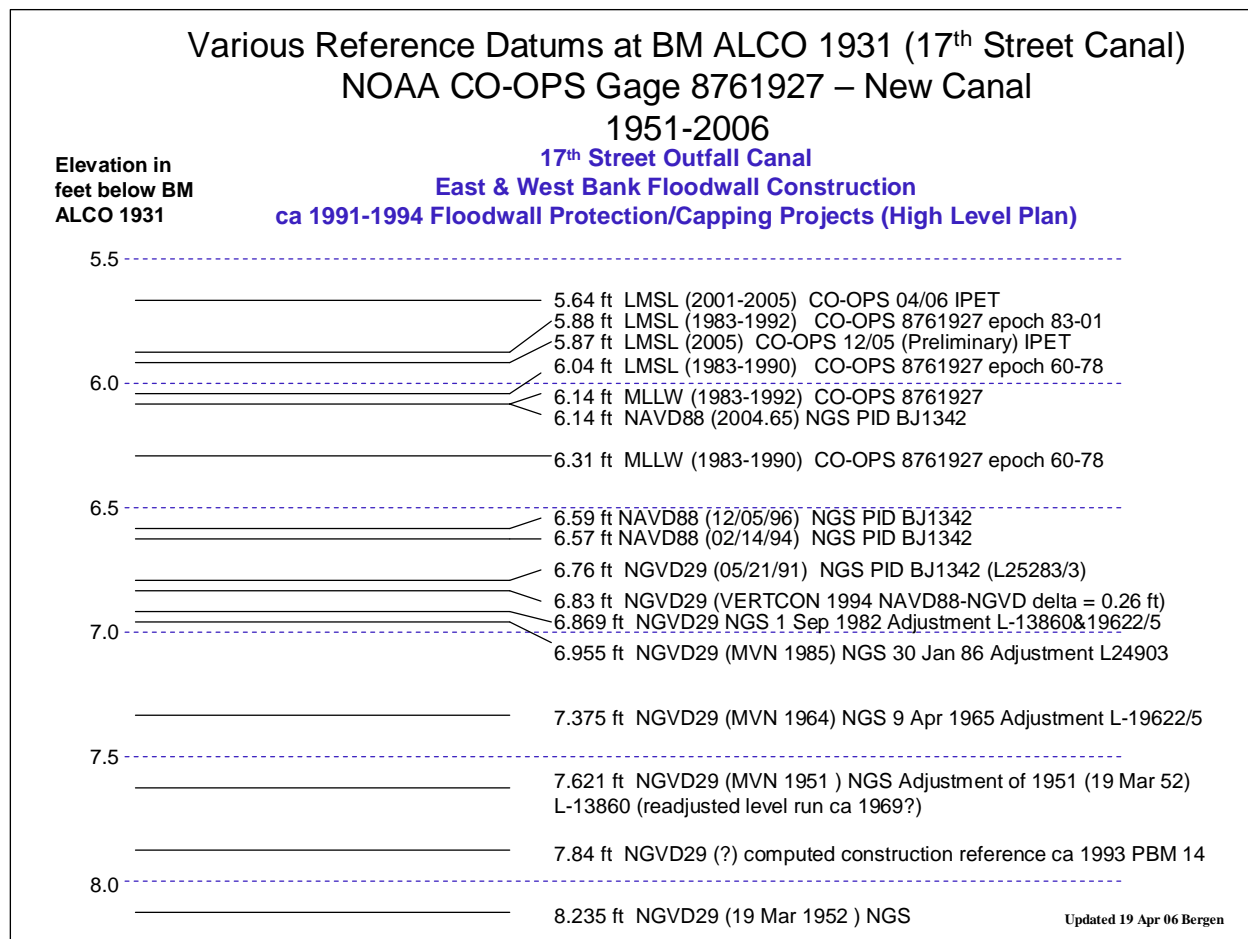 Various Reference Datums at BM ALCO 1931 (17th Street Canal)
NOAA CO-OPS Gage 8761927 – New Canal
1951-2006
17th Street Outfall Canal
East & West Bank Floodwall Construction
ca 1991-1994 Floodwall Protection/Capping Projects (High Level Plan)
Elevation in
feet below BM
ALCO 1931
5.5
5.64 ft LMSL (2001-2005) CO-OPS 04/06 IPET
5.88 ft LMSL (1983-1992) CO-OPS 8761927 epoch 83-01
5.87 ft LMSL (2005) CO-OPS 12/05 (Preliminary) IPET
6.04 ft LMSL (1983-1990) CO-OPS 8761927 epoch 60-78
6.0
6.14 ft MLLW (1983-1992) CO-OPS 8761927
6.14 ft NAVD88 (2004.65) NGS PID BJ1342
6.31 ft MLLW (1983-1990) CO-OPS 8761927 epoch 60-78
6.5
6.59 ft NAVD88 (12/05/96) NGS PID BJ1342
6.57 ft NAVD88 (02/14/94) NGS PID BJ1342
6.76 ft NGVD29 (05/21/91) NGS PID BJ1342 (L25283/3)
6.83 ft NGVD29 (VERTCON 1994 NAVD88-NGVD delta = 0.26 ft)
6.869 ft NGVD29 NGS 1 Sep 1982 Adjustment L-13860&19622/5
7.0
6.955 ft NGVD29 (MVN 1985) NGS 30 Jan 86 Adjustment L24903
7.375 ft NGVD29 (MVN 1964) NGS 9 Apr 1965 Adjustment L-19622/5
7.5
7.621 ft NGVD29 (MVN 1951 ) NGS Adjustment of 1951 (19 Mar 52)
L-13860 (readjusted level run ca 1969?)
7.84 ft NGVD29 (?) computed construction reference ca 1993 PBM 14
8.0
8.235 ft NGVD29 (19 Mar 1952 ) NGS
Updated 19 Apr 06 Bergen